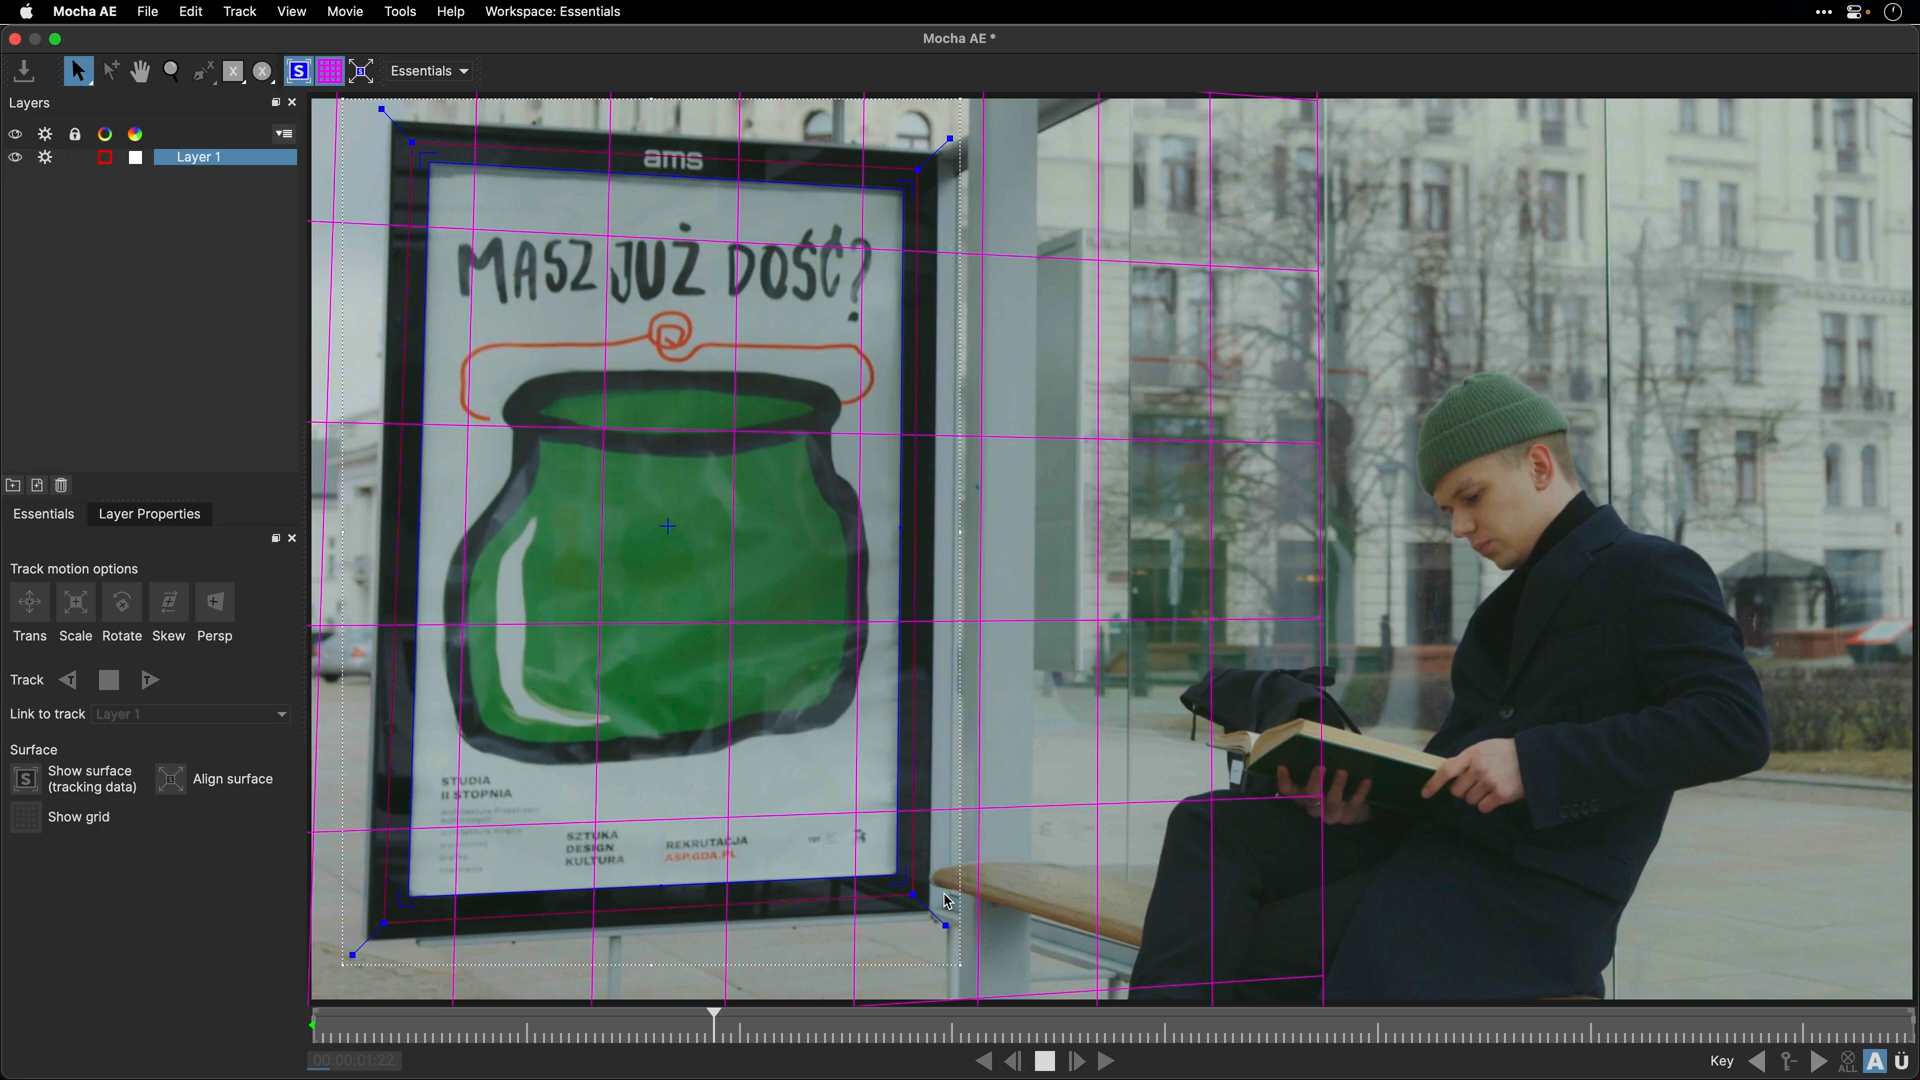 Mocha AE File Edit Track View Movie Tools Help Workspace: Essentials
Mocha AE *
Essentials
Layers
Layer 1
Essentials Layer Properties
Track motion options
Trans Scale Rotate Skew Persp
Track
Link to track Layer 1
Surface
Show surface
(tracking data)
Align surface
Show grid
ams
MASZ JUŻ DOŚĆ?
STUDIA
II STOPNIA
SZTUKA
DESIGN
KULTURA
REKRUTACJA
ASP.GDA.PL
00:00:01:22
Key
ALL
A
Ü